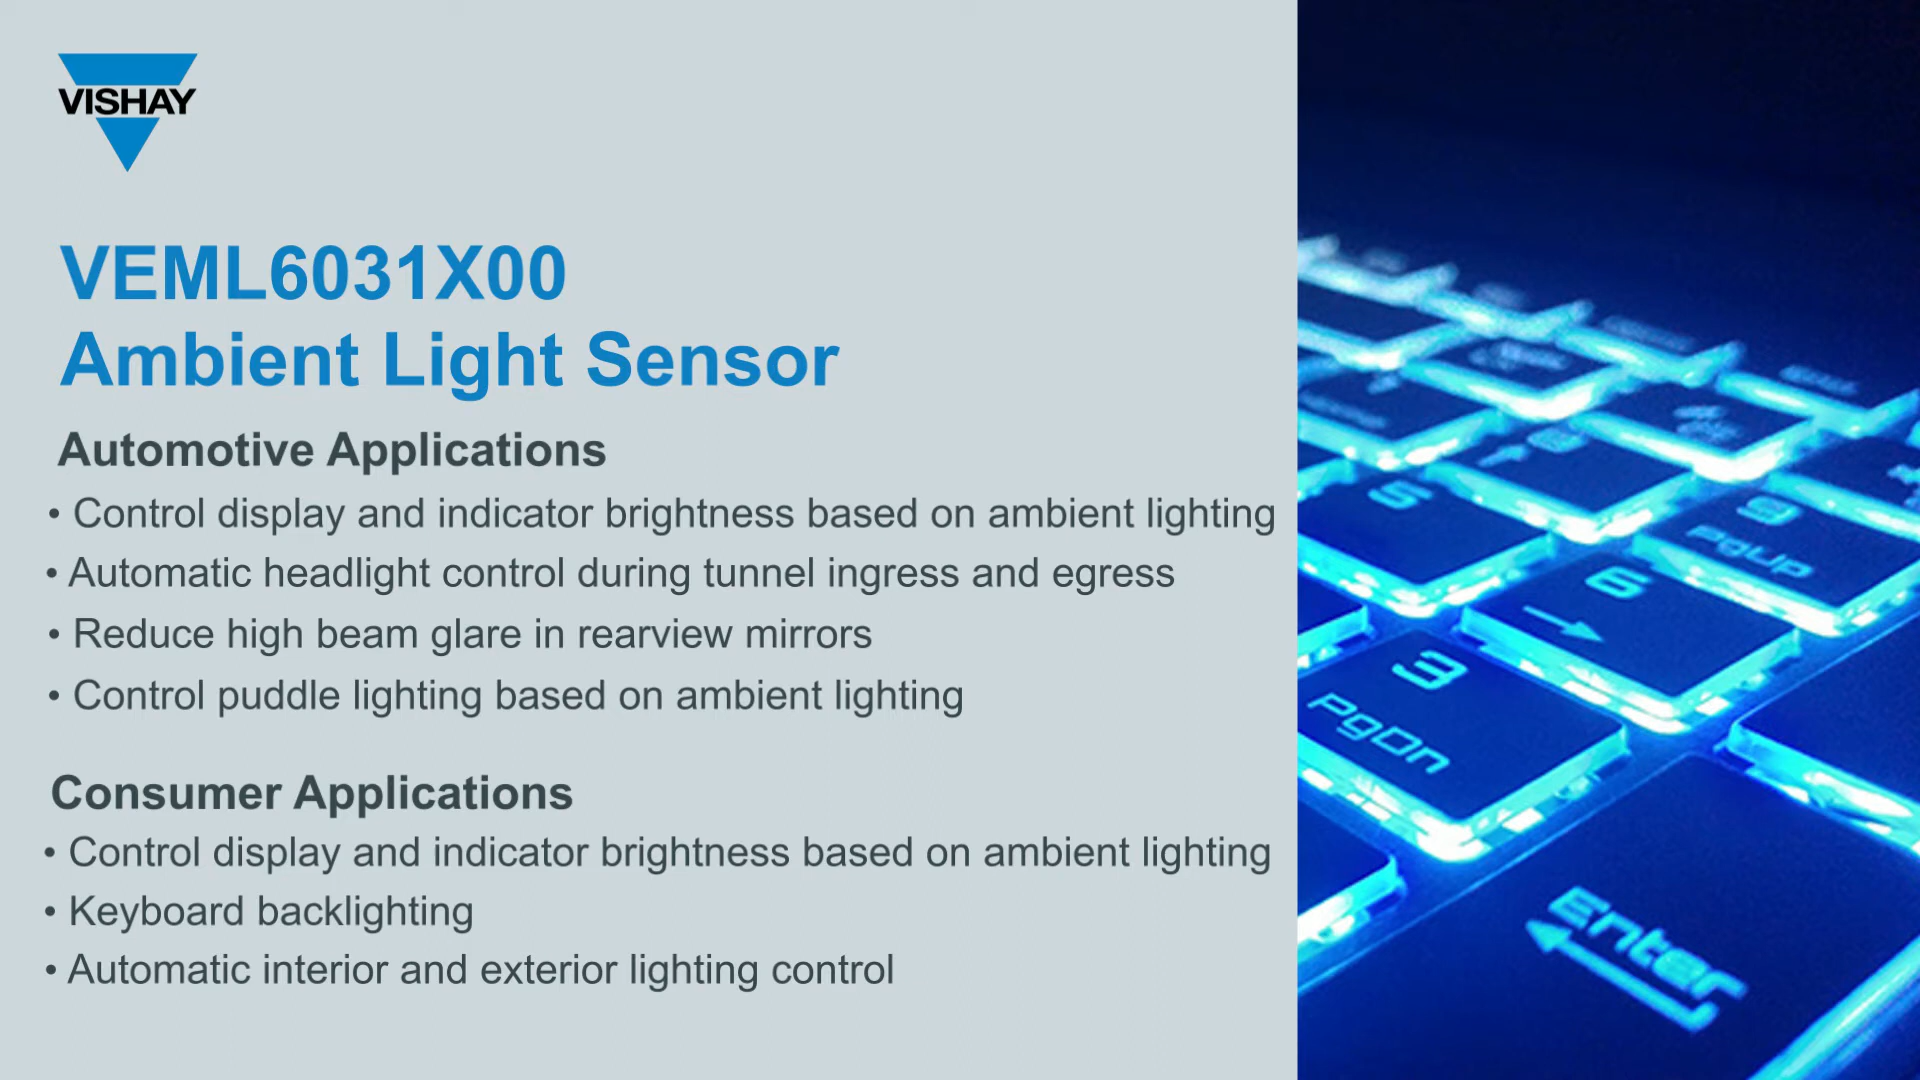 VISHAY
VEML6031X00
Ambient Light Sensor
Automotive Applications
• Control display and indicator brightness based on ambient lighting
• Automatic headlight control during tunnel ingress and egress
• Reduce high beam glare in rearview mirrors
• Control puddle lighting based on ambient lighting
Consumer Applications
• Control display and indicator brightness based on ambient lighting
• Keyboard backlighting
• Automatic interior and exterior lighting control
5
9
PgUp
6
3
PgDn
Enter